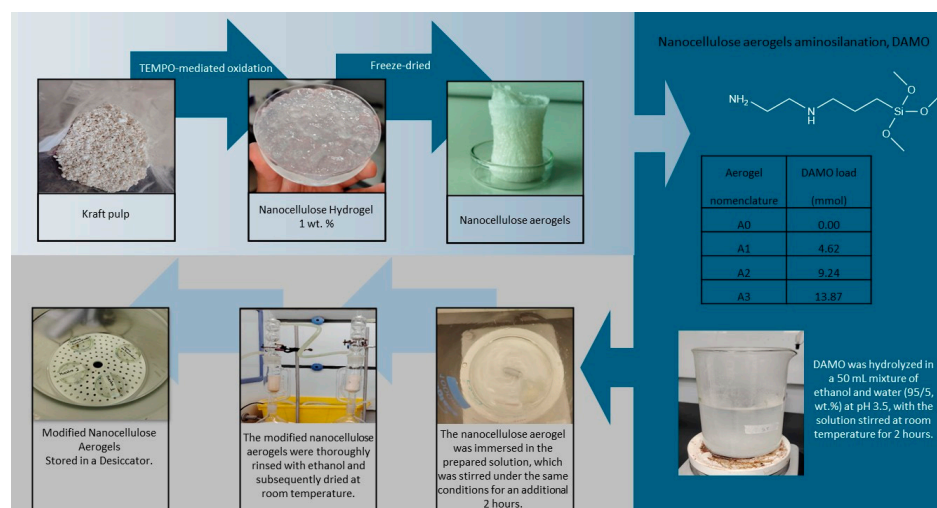 TEMPO-mediated oxidation
Freeze-dried
Kraft pulp
Nanocellulose Hydrogel
1 wt. %
Nanocellulose aerogels
Nanocellulose aerogels aminosilanation, DAMO
NH2
N
H
Si
O
O
O
Aerogel
nomenclature
DAMO load
(mmol)
A0 0.00
A1 4.62
A2 9.24
A3 13.87
DAMO was hydrolyzed in
a 50 mL mixture of
ethanol and water (95/5,
wt.%) at pH 3.5, with the
solution stirred at room
temperature for 2 hours.
The nanocellulose aerogel
was immersed in the
prepared solution, which
was stirred under the same
conditions for an additional
2 hours.
The modified nanocellulose
aerogels were thoroughly
rinsed with ethanol and
subsequently dried at
room temperature.
Modified Nanocellulose
Aerogels
Stored in a Desiccator.